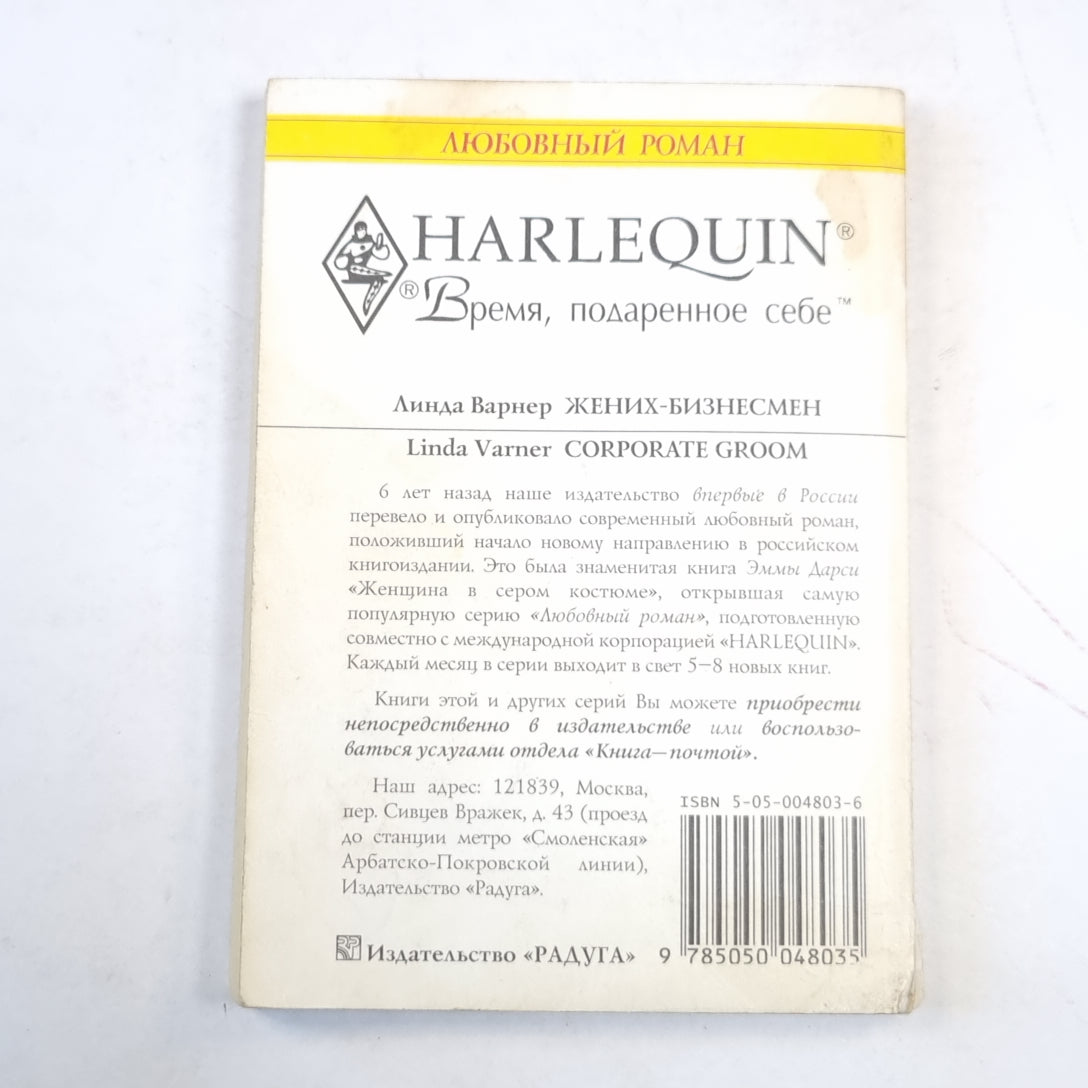 ЛЮБОВНЫЙ РОМАН
HARLEQUIN®
® Время, подаренное себе™
Линда Варнер ЖЕНИХ-БИЗНЕСМЕН
Linda Varner CORPORATE GROOM
6 лет назад наше издательство впервые в России
перевело и опубликовало современный любовный роман,
положивший начало новому направлению в российском
книгоиздании. Это была знаменитая книга Эммы Дарси
«Женщина в сером костюме», открывшая самую
популярную серию «Любовный роман», подготовленную
совместно с международной корпорацией «HARLEQUIN».
Каждый месяц в серии выходит в свет 5–8 новых книг.
Книги этой и других серий Вы можете приобрести
непосредственно в издательстве или воспользо-
ваться услугами отдела «Книга—почтой».
Наш адрес: 121839, Москва,
пер. Сивцев Вражек, д. 43 (проезд
до станции метро «Смоленская»
Арбатско-Покровской линии),
Издательство «Радуга».
ISBN 5-05-004803-6
Издательство «РАДУГА»
9 785050 048035